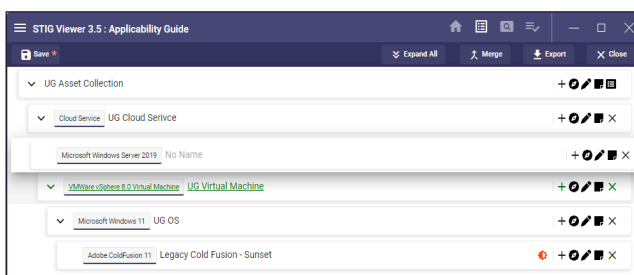 STIG Viewer 3.5 : Applicability Guide
Save * Expand All Merge Export Close
UG Asset Collection
Cloud Service UG Cloud Serivce
Microsoft Windows Server 2019 No Name
VMWare vSphere 8.0 Virtual Machine UG Virtual Machine
Microsoft Windows 11 UG OS
Adobe ColdFusion 11 Legacy Cold Fusion - Sunset